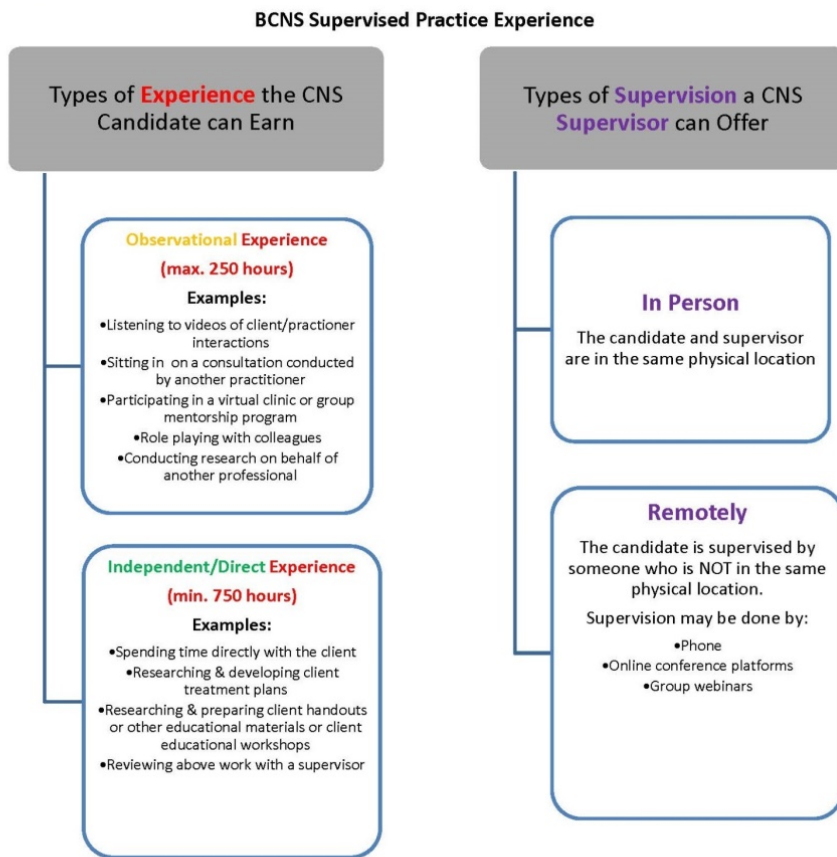 BCNS Supervised Practice Experience
Types of Experience the CNS
Candidate can Earn
Observational Experience
(max. 250 hours)
Examples:
•Listening to videos of client/practioner
interactions
•Sitting in on a consultation conducted
by another practitioner
•Participating in a virtual clinic or group
mentorship program
•Role playing with colleagues
•Conducting research on behalf of
another professional
Independent/Direct Experience
(min. 750 hours)
Examples:
•Spending time directly with the client
•Researching & developing client
treatment plans
•Researching & preparing client handouts
or other educational materials or client
educational workshops
•Reviewing above work with a supervisor
Types of Supervision a CNS
Supervisor can Offer
In Person
The candidate and supervisor
are in the same physical location
Remotely
The candidate is supervised by
someone who is NOT in the same
physical location.
Supervision may be done by:
•Phone
•Online conference platforms
•Group webinars